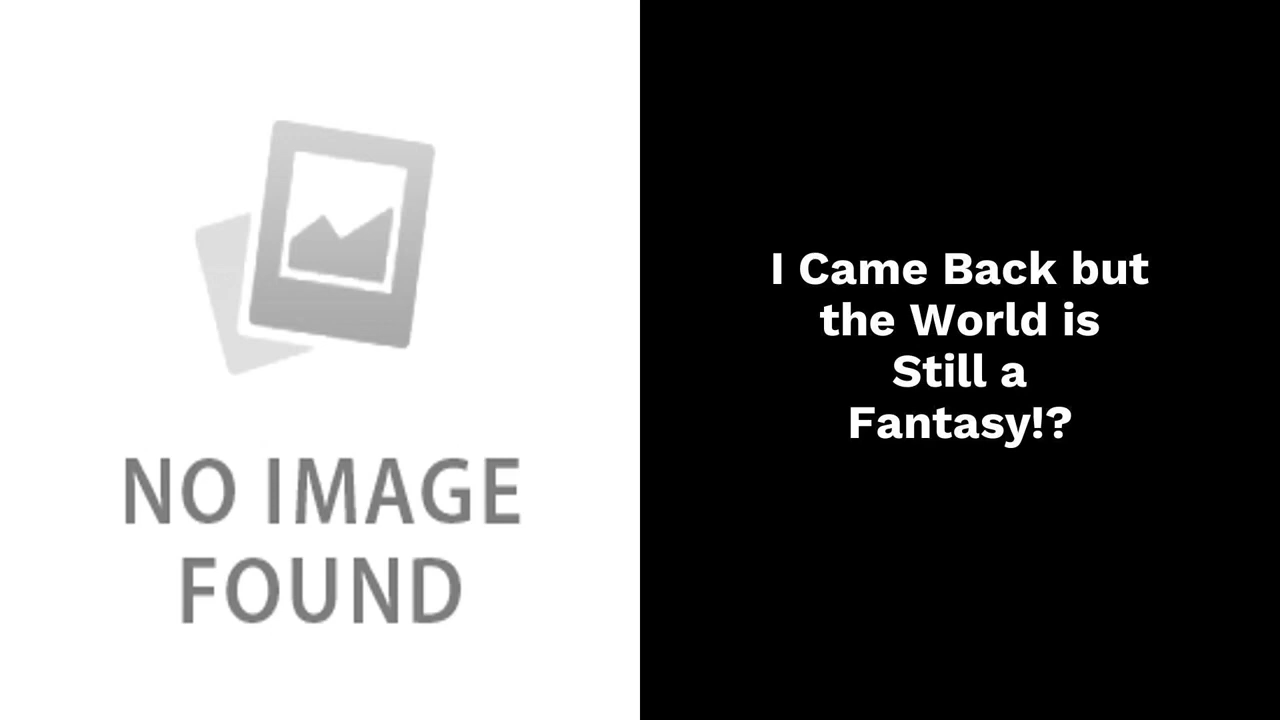 NO IMAGE
FOUND
I Came Back but
the World is
Still a
Fantasy!?